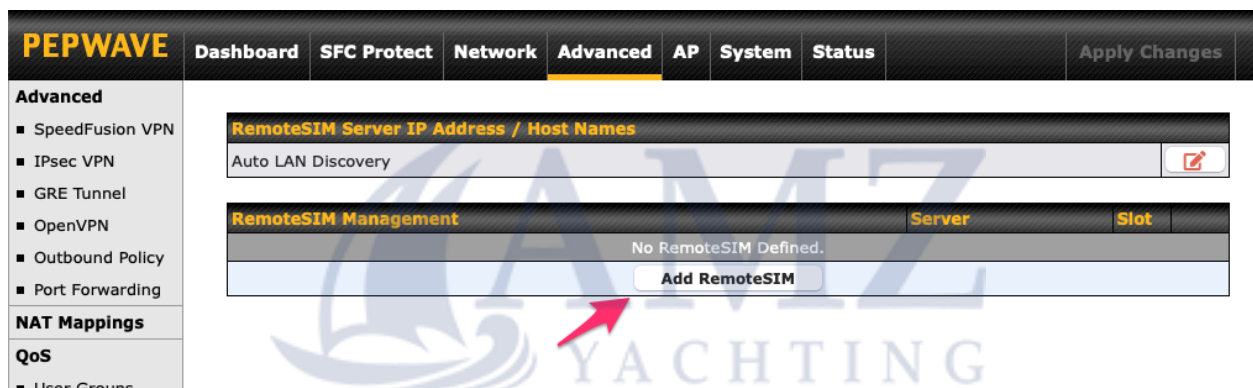 PEPWAVE Dashboard SFC Protect Network Advanced AP System Status Apply Changes
Advanced
SpeedFusion VPN
IPsec VPN
GRE Tunnel
OpenVPN
Outbound Policy
Port Forwarding
NAT Mappings
QoS
User Groups
RemoteSIM Server IP Address / Host Names
Auto LAN Discovery
RemoteSIM Management Server Slot
No RemoteSIM Defined.
Add RemoteSIM
AMZ
YACHTING